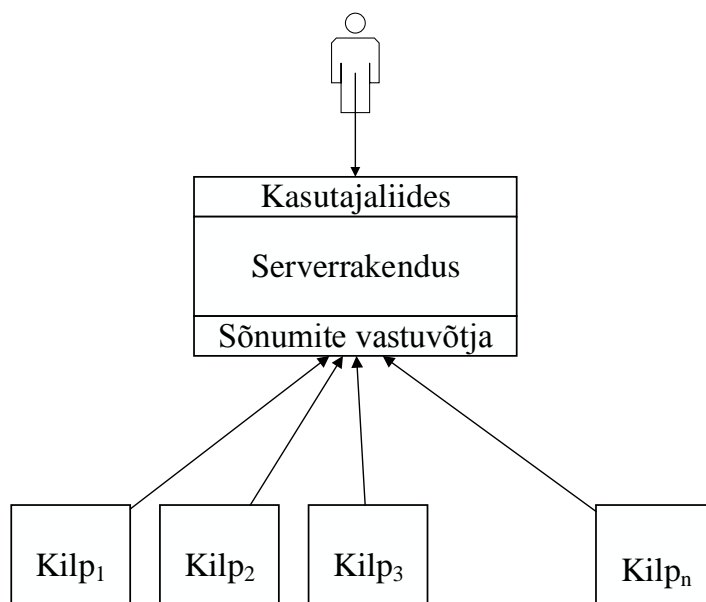 Kasutajaliides
Serverrakendus
Sõnumite vastuvõtja
Kilp₁ Kilp₂ Kilp₃ Kilpₙ